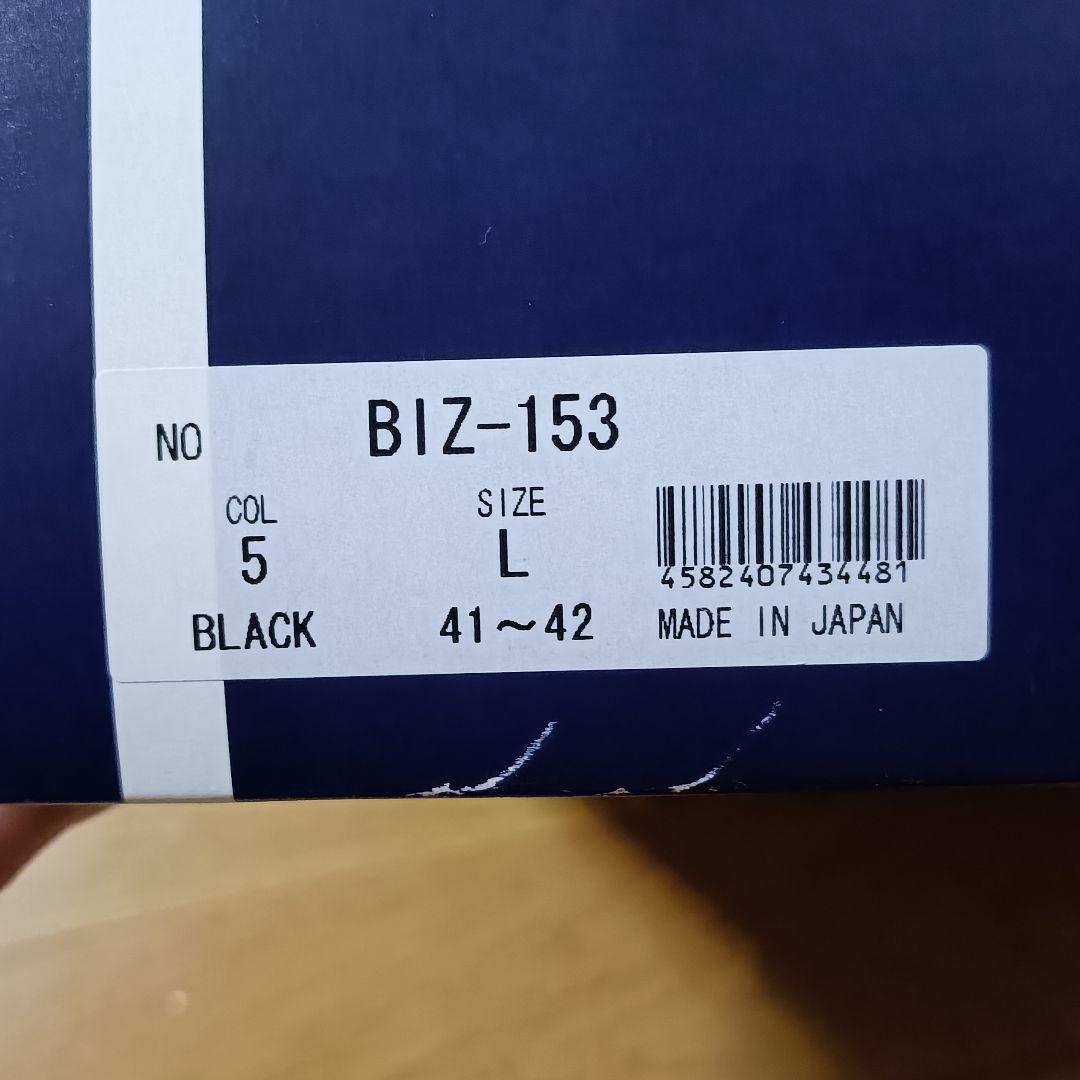 NO BIZ-153
COL SIZE
5 L
BLACK 41～42
4582407434481
MADE IN JAPAN